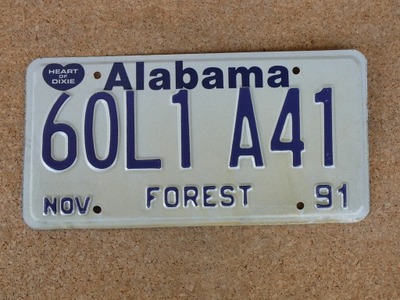 HEART
OF
DIXIE
Alabama
60L1 A41
NOV FOREST 91